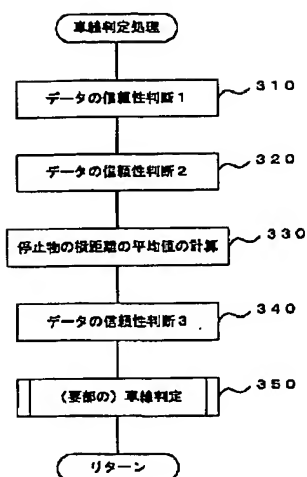 車線判定処理
データの信頼性判断1
310
データの信頼性判断2
320
停止物の横距離の平均値の計算
330
データの信頼性判断3
340
(要部の)車線判定
350
リターン